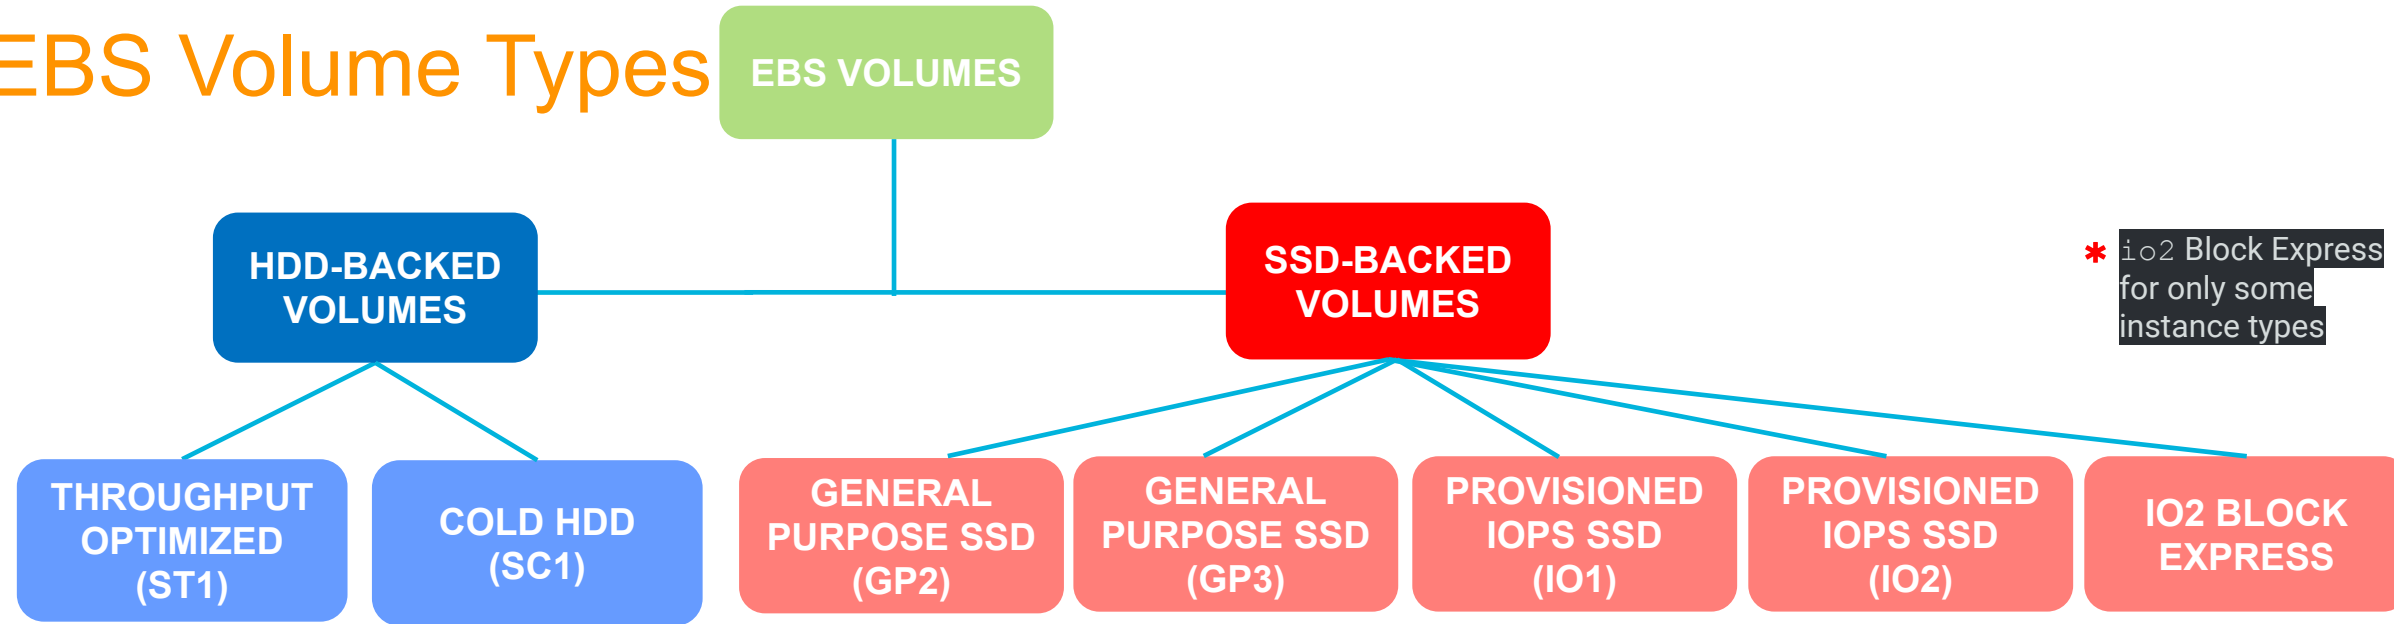 EBS Volume Types
EBS VOLUMES
HDD-BACKED
VOLUMES
SSD-BACKED
VOLUMES
* io2 Block Express
for only some
instance types
THROUGHPUT
OPTIMIZED
(ST1)
COLD HDD
(SC1)
GENERAL
PURPOSE SSD
(GP2)
GENERAL
PURPOSE SSD
(GP3)
PROVISIONED
IOPS SSD
(IO1)
PROVISIONED
IOPS SSD
(IO2)
IO2 BLOCK
EXPRESS